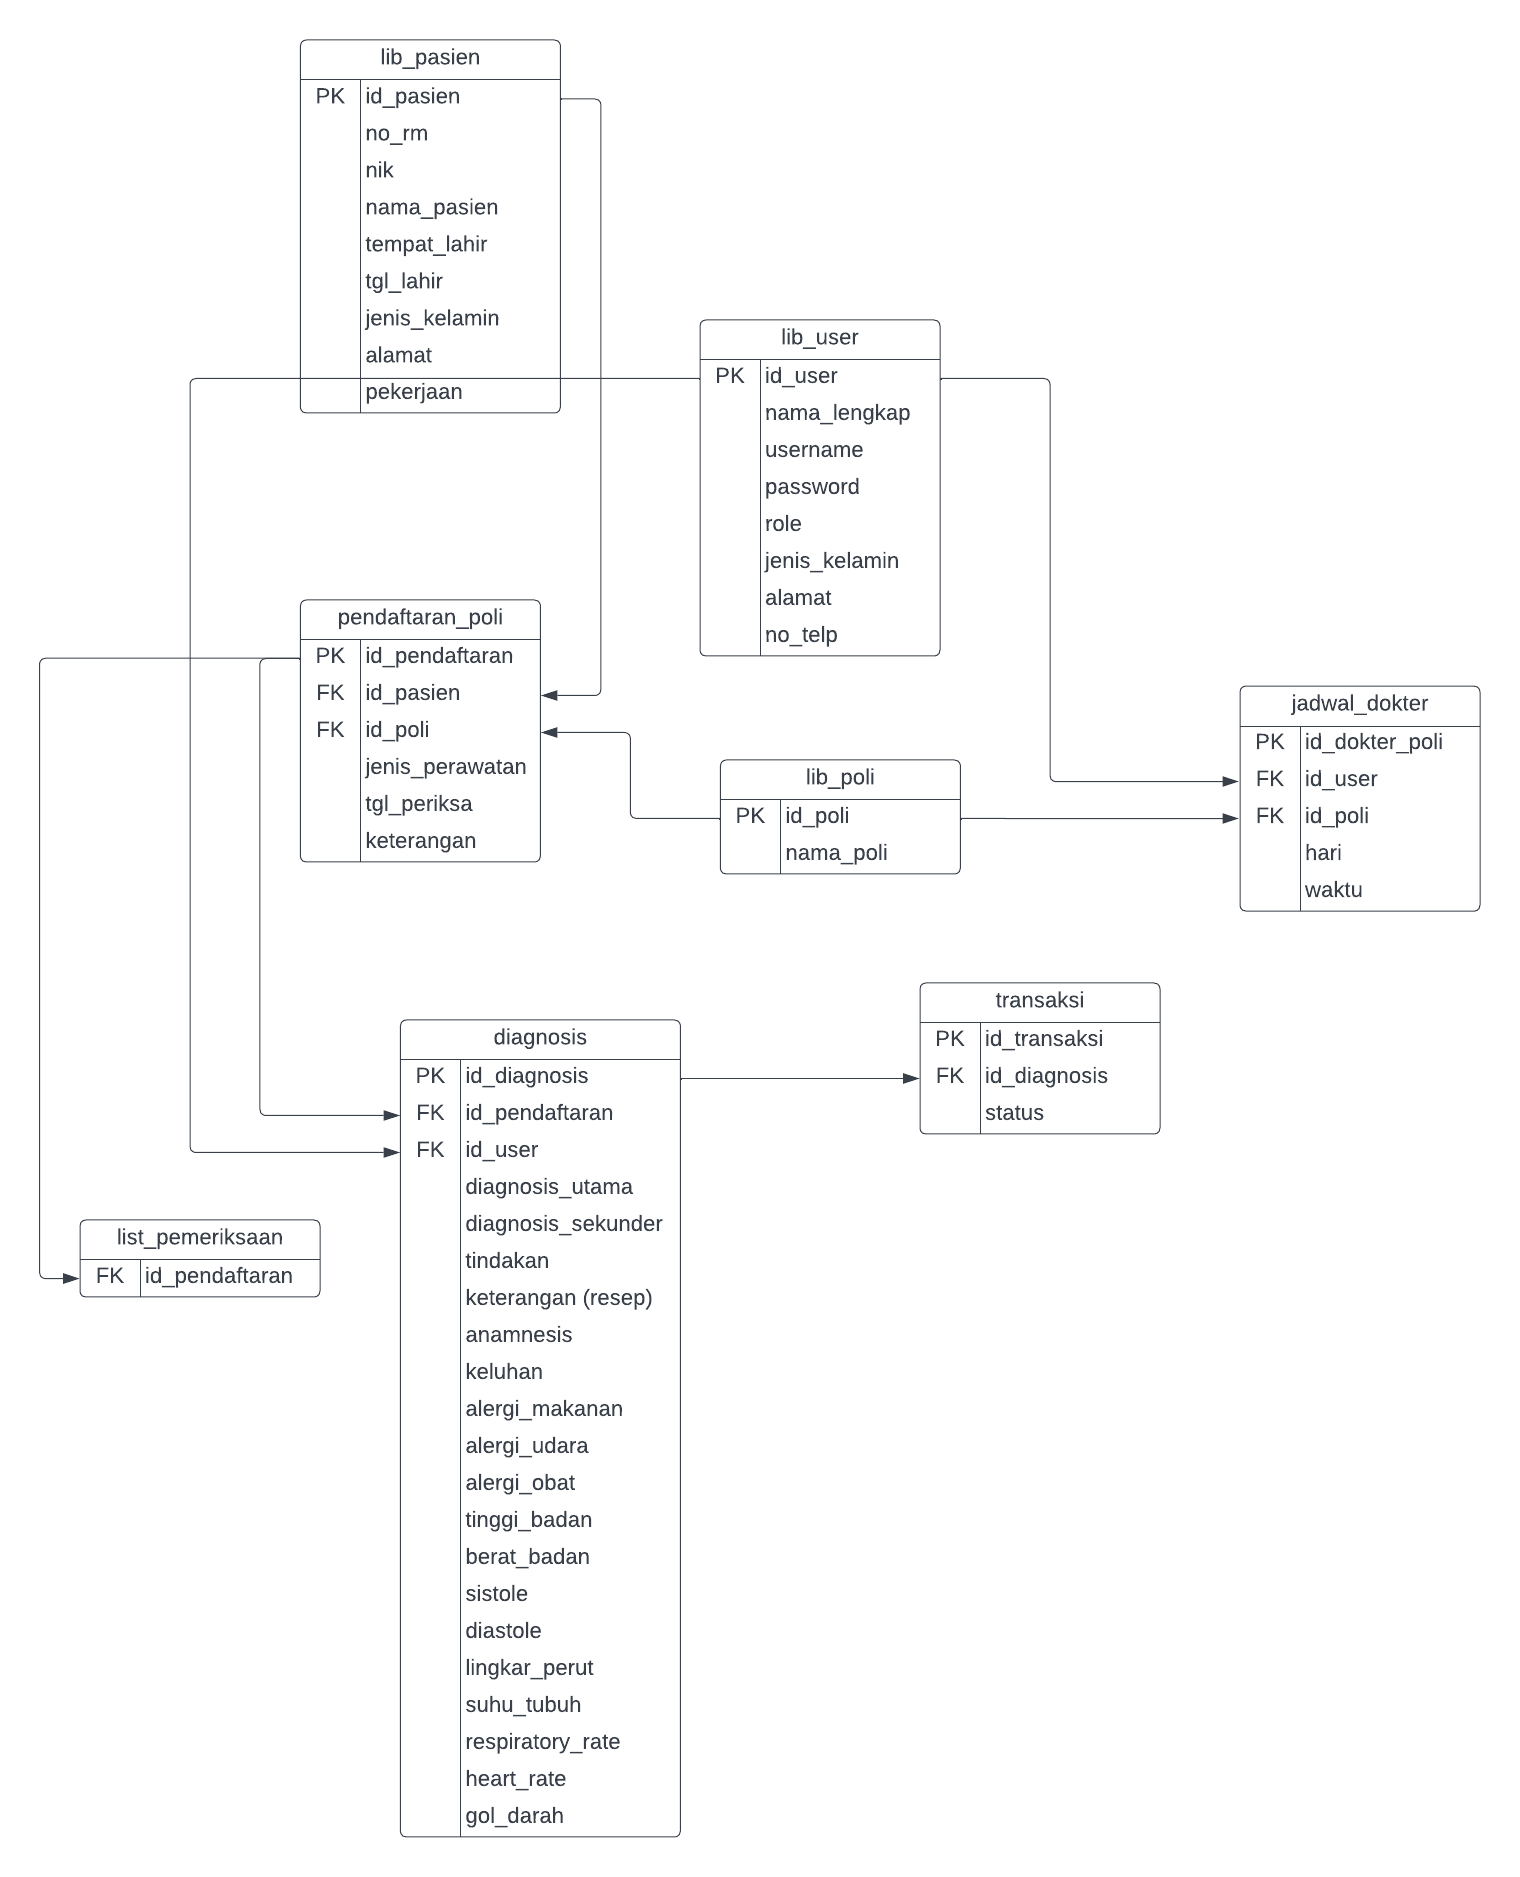 lib_pasien
PK id_pasien
no_rm
nik
nama_pasien
tempat_lahir
tgl_lahir
jenis_kelamin
alamat
pekerjaan
lib_user
PK id_user
nama_lengkap
username
password
role
jenis_kelamin
alamat
no_telp
pendaftaran_poli
PK id_pendaftaran
FK id_pasien
FK id_poli
jenis_perawatan
tgl_periksa
keterangan
lib_poli
PK id_poli
nama_poli
jadwal_dokter
PK id_dokter_poli
FK id_user
FK id_poli
hari
waktu
transaksi
PK id_transaksi
FK id_diagnosis
status
diagnosis
PK id_diagnosis
FK id_pendaftaran
FK id_user
diagnosis_utama
diagnosis_sekunder
tindakan
keterangan (resep)
anamnesis
keluhan
alergi_makanan
alergi_udara
alergi_obat
tinggi_badan
berat_badan
sistole
diastole
lingkar_perut
suhu_tubuh
respiratory_rate
heart_rate
gol_darah
list_pemeriksaan
FK id_pendaftaran